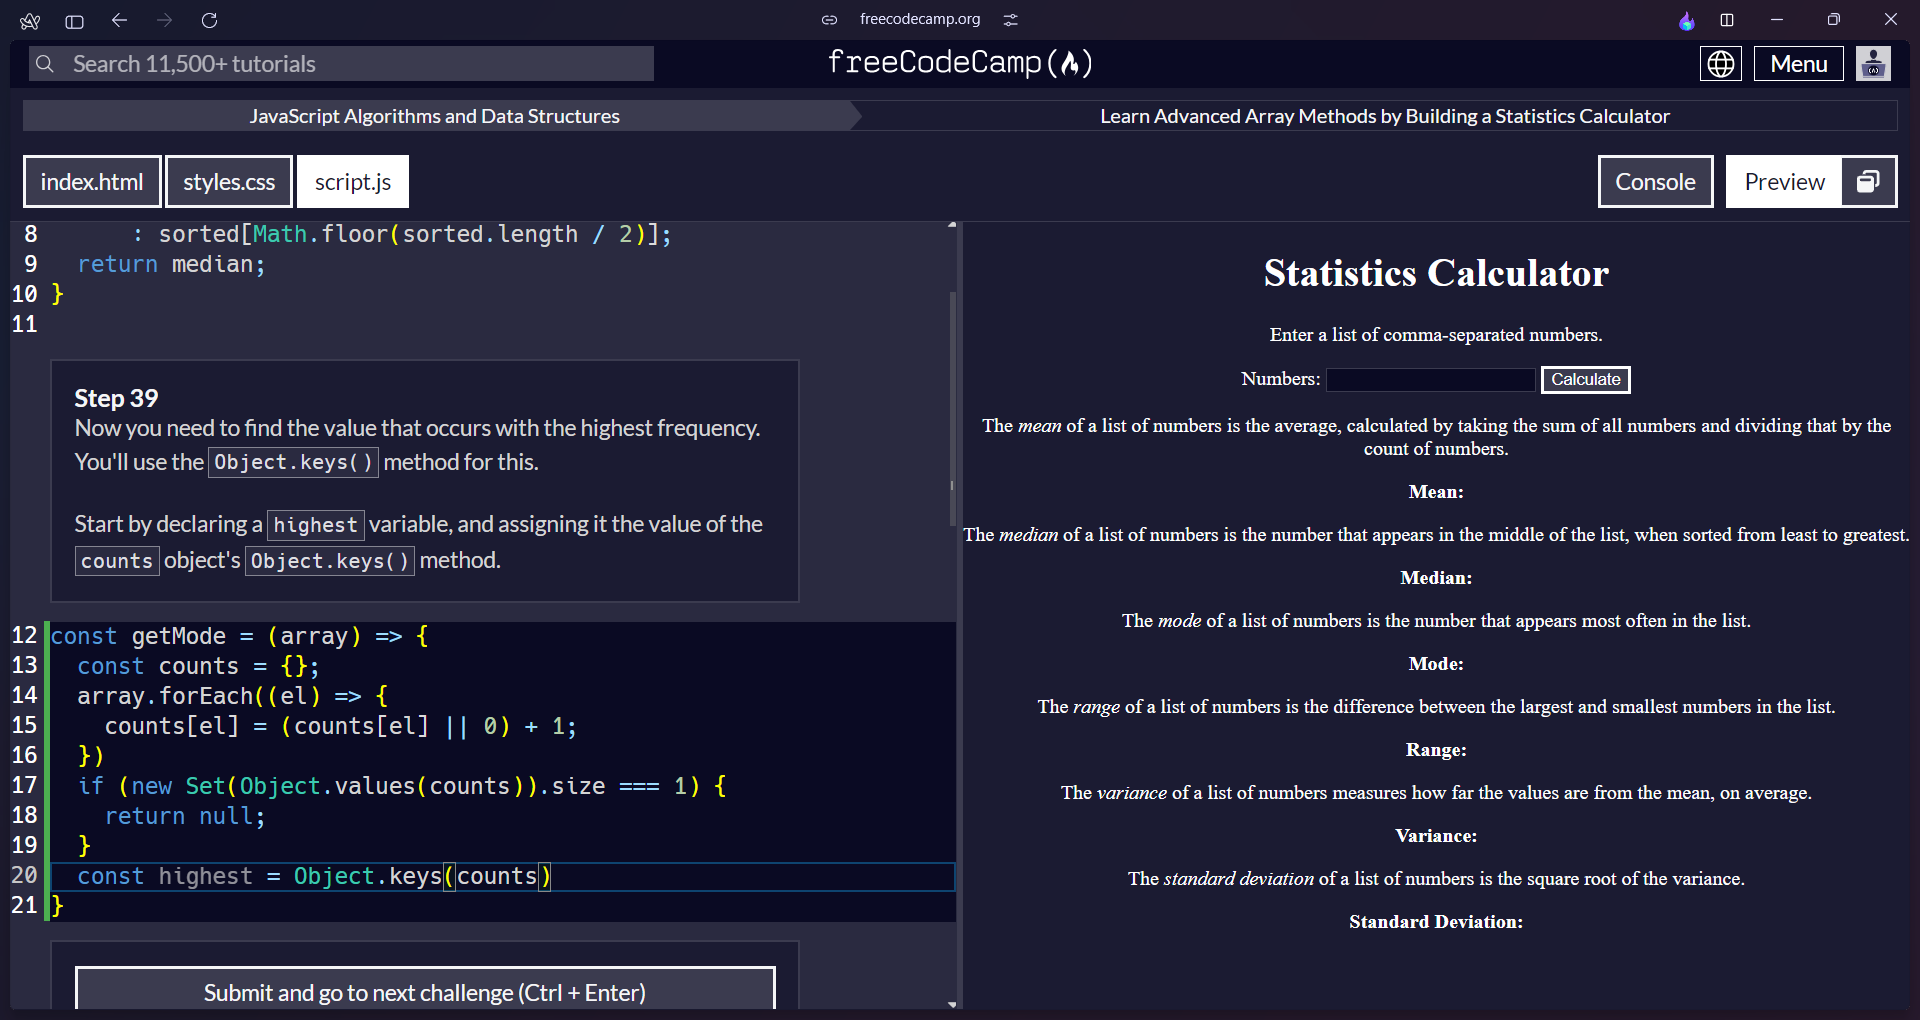 freecodecamp.org
Search 11,500+ tutorials
freeCodeCamp(🔥)
Menu
JavaScript Algorithms and Data Structures
Learn Advanced Array Methods by Building a Statistics Calculator
index.html
styles.css
script.js
Console
Preview
8       : sorted[Math.floor(sorted.length / 2)];
9   return median;
10 }
11
Step 39
Now you need to find the value that occurs with the highest frequency.
You'll use the Object.keys() method for this.
Start by declaring a highest variable, and assigning it the value of the
counts object's Object.keys() method.
12 const getMode = (array) => {
13   const counts = {};
14   array.forEach((el) => {
15     counts[el] = (counts[el] || 0) + 1;
16   })
17   if (new Set(Object.values(counts)).size === 1) {
18     return null;
19   }
20   const highest = Object.keys(counts)
21 }
Submit and go to next challenge (Ctrl + Enter)
Statistics Calculator
Enter a list of comma-separated numbers.
Numbers:
Calculate
The mean of a list of numbers is the average, calculated by taking the sum of all numbers and dividing that by the
count of numbers.
Mean:
The median of a list of numbers is the number that appears in the middle of the list, when sorted from least to greatest.
Median:
The mode of a list of numbers is the number that appears most often in the list.
Mode:
The range of a list of numbers is the difference between the largest and smallest numbers in the list.
Range:
The variance of a list of numbers measures how far the values are from the mean, on average.
Variance:
The standard deviation of a list of numbers is the square root of the variance.
Standard Deviation: